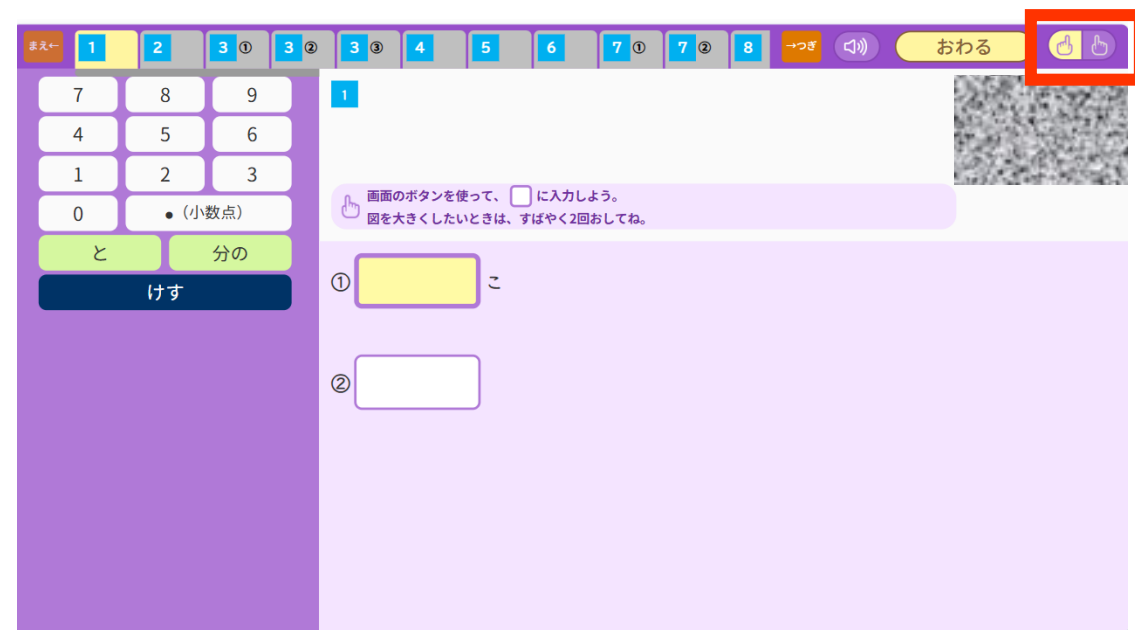 まえ← 1 2 3 ① 3 ② 3 ③ 4 5 6 7 ① 7 ② 8 →つぎ おわる
7 8 9
4 5 6
1 2 3
0 ●（小数点）
と 分の
けす
1
画面のボタンを使って、 に入力しよう。
図を大きくしたいときは、すばやく2回おしてね。
① こ
②